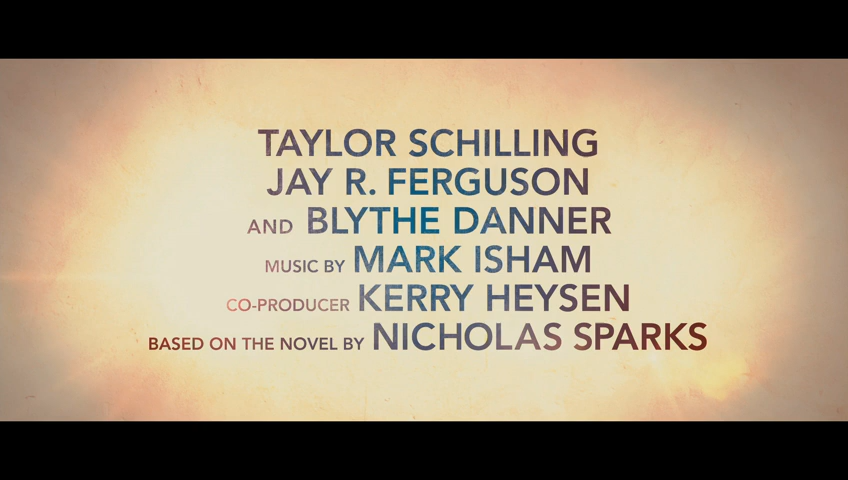 TAYLOR SCHILLING
JAY R. FERGUSON
AND BLYTHE DANNER
MUSIC BY MARK ISHAM
CO-PRODUCER KERRY HEYSEN
BASED ON THE NOVEL BY NICHOLAS SPARKS